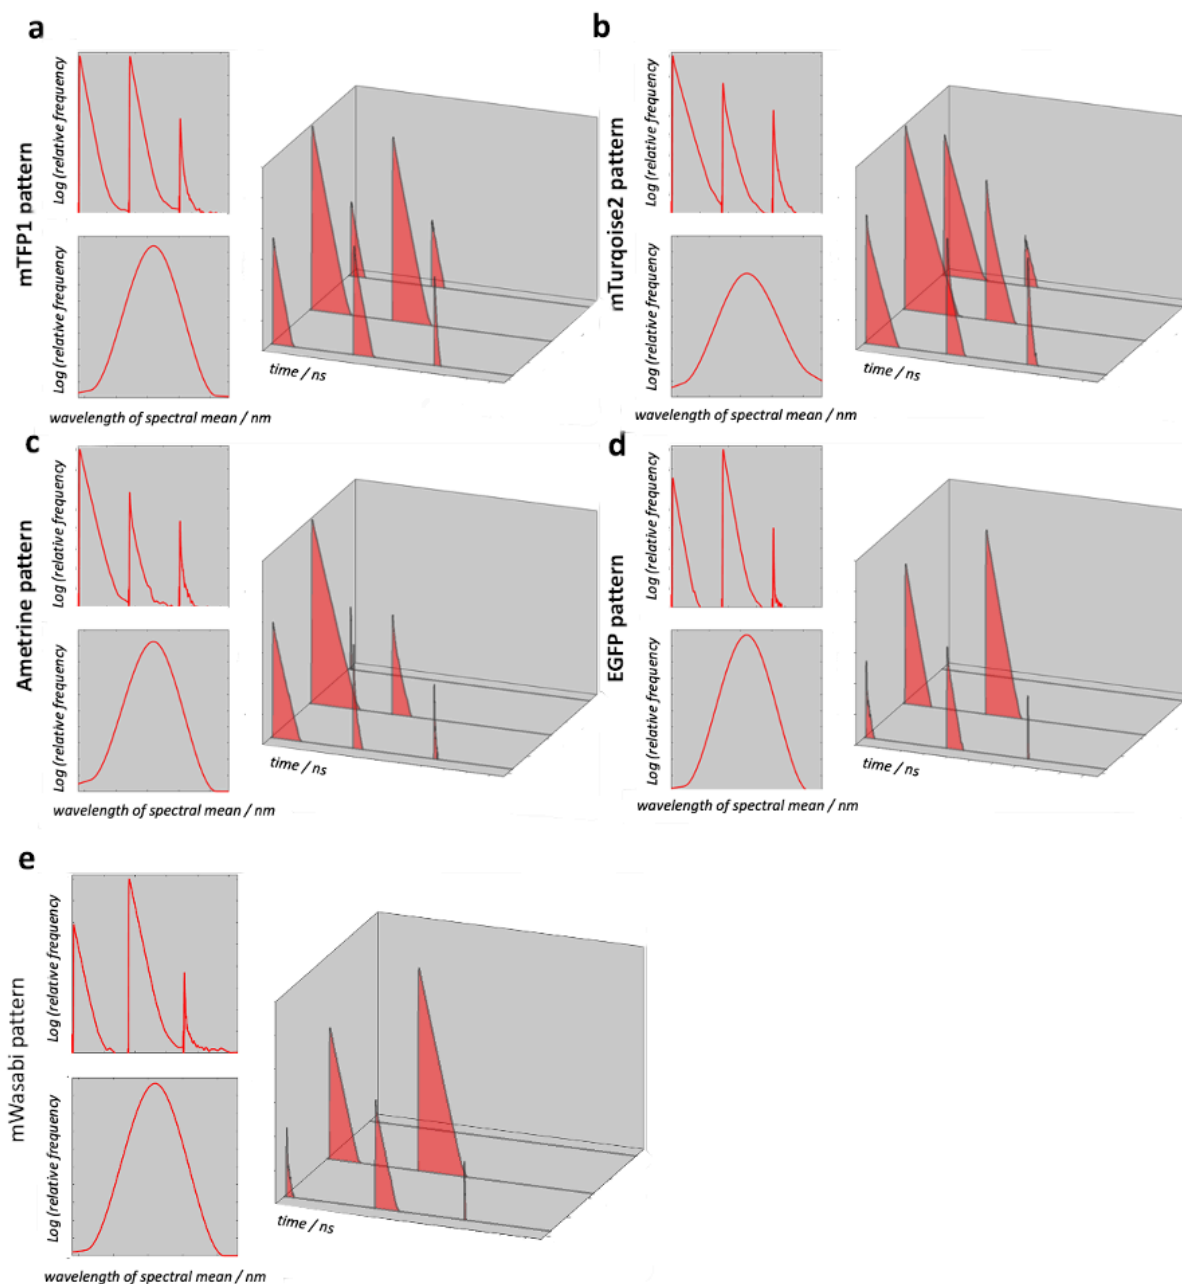 a
mTFP1 pattern
Log (relative frequency
Log (relative frequency
time / ns
wavelength of spectral mean / nm
b
mTurqoise2 pattern
Log (relative frequency
Log (relative frequency
time / ns
wavelength of spectral mean / nm
c
Ametrine pattern
Log (relative frequency
Log (relative frequency
time / ns
wavelength of spectral mean / nm
d
EGFP pattern
Log (relative frequency
Log (relative frequency
time / ns
wavelength of spectral mean / nm
e
mWasabi pattern
Log (relative frequency
Log (relative frequency
time / ns
wavelength of spectral mean / nm